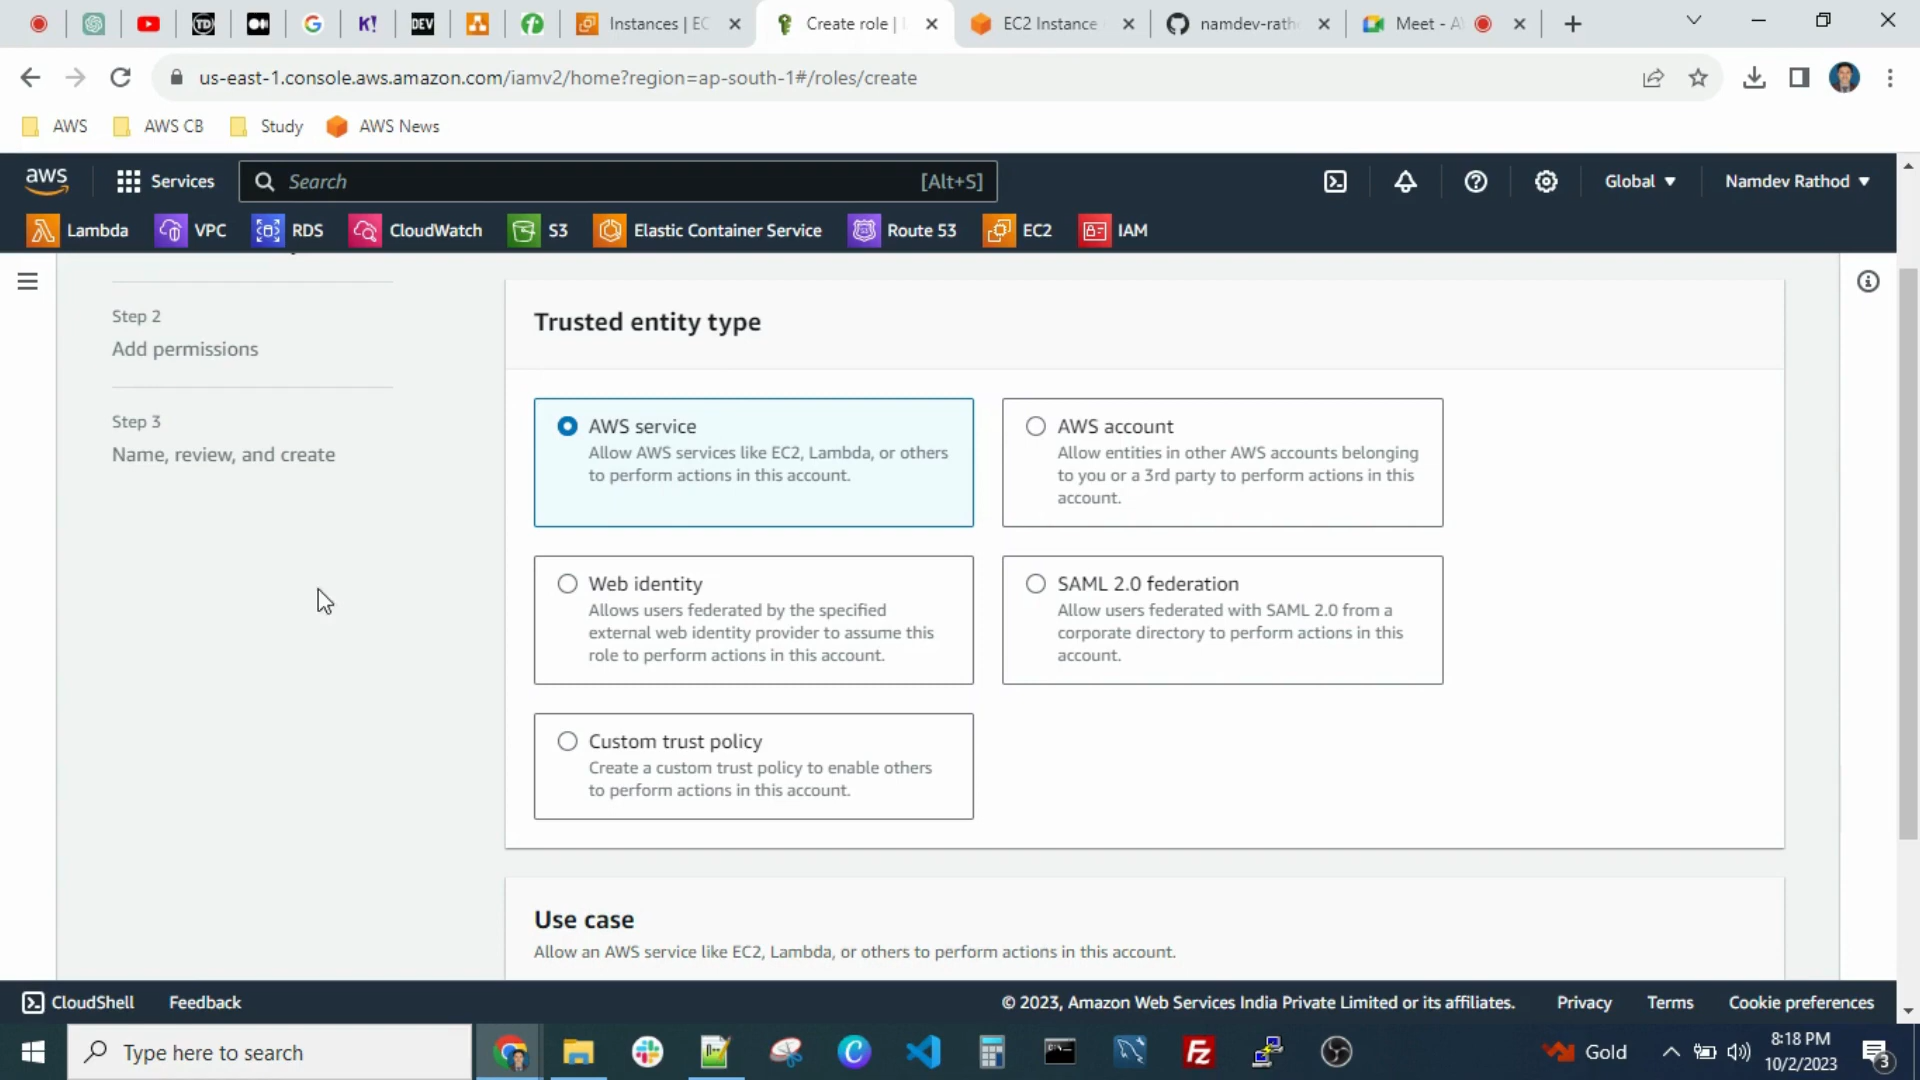 Instances | EC
Create role |
EC2 Instance
namdev-rath
Meet - A
us-east-1.console.aws.amazon.com/iamv2/home?region=ap-south-1#/roles/create
AWS
AWS CB
Study
AWS News
aws
Services
Search
[Alt+S]
Global
Namdev Rathod
Lambda
VPC
RDS
CloudWatch
S3
Elastic Container Service
Route 53
EC2
IAM
Step 2
Add permissions
Step 3
Name, review, and create
Trusted entity type
AWS service
Allow AWS services like EC2, Lambda, or others
to perform actions in this account.
AWS account
Allow entities in other AWS accounts belonging
to you or a 3rd party to perform actions in this
account.
Web identity
Allows users federated by the specified
external web identity provider to assume this
role to perform actions in this account.
SAML 2.0 federation
Allow users federated with SAML 2.0 from a
corporate directory to perform actions in this
account.
Custom trust policy
Create a custom trust policy to enable others
to perform actions in this account.
Use case
Allow an AWS service like EC2, Lambda, or others to perform actions in this account.
CloudShell
Feedback
© 2023, Amazon Web Services India Private Limited or its affiliates.
Privacy
Terms
Cookie preferences
Type here to search
Gold
8:18 PM
10/2/2023
3